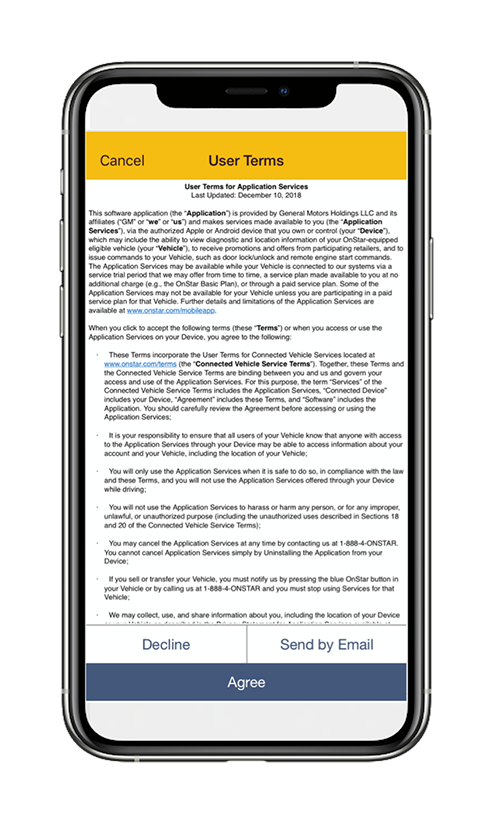 Cancel
User Terms
User Terms for Application Services
Last Updated: December 10, 2018
This software application (the “Application”) is provided by General Motors Holdings LLC and its
affiliates (“GM” or “we” or “us”) and makes services made available to you (the “Application
Services”), via the authorized Apple or Android device that you own or control (your “Device”),
which may include the ability to view diagnostic and location information of your OnStar-equipped
eligible vehicle (your “Vehicle”), to receive promotions and offers from participating retailers, and to
issue commands to your Vehicle, such as door lock/unlock and remote engine start commands.
The Application Services may be available while your Vehicle is connected to our systems via a
service trial period that we may offer from time to time, a service plan made available to you at no
additional charge (e.g., the OnStar Basic Plan), or through a paid service plan. Some of the
Application Services may not be available for your Vehicle unless you are participating in a paid
service plan for that Vehicle. Further details and limitations of the Application Services are
available at www.onstar.com/mobileapp.
When you click to accept the following terms (these “Terms”) or when you access or use the
Application Services on your Device, you agree to the following:
· These Terms incorporate the User Terms for Connected Vehicle Services located at
www.onstar.com/terms (the “Connected Vehicle Service Terms”). Together, these Terms and
the Connected Vehicle Service Terms are binding between you and us and govern your
access and use of the Application Services. For this purpose, the term “Services” of the
Connected Vehicle Service Terms includes the Application Services, “Connected Device”
includes your Device, “Agreement” includes these Terms, and “Software” includes the
Application. You should carefully review the Agreement before accessing or using the
Application Services;
· It is your responsibility to ensure that all users of your Vehicle know that anyone with access
to the Application Services through your Device may be able to access information about your
account and your Vehicle, including the location of your Vehicle;
· You will only use the Application Services when it is safe to do so, in compliance with the law
and these Terms, and you will not use the Application Services offered through your Device
while driving;
· You will not use the Application Services to harass or harm any person, or for any improper,
unlawful, or unauthorized purpose (including the unauthorized uses described in Sections 18
and 20 of the Connected Vehicle Service Terms);
· You may cancel the Application Services at any time by contacting us at 1-888-4-ONSTAR.
You cannot cancel Application Services simply by Uninstalling the Application from your
Device;
· If you sell or transfer your Vehicle, you must notify us by pressing the blue OnStar button in
your Vehicle or by calling us at 1-888-4-ONSTAR and you must stop using Services for that
Vehicle;
· We may collect, use, and share information about you, including the location of your Device
Decline
Send by Email
Agree